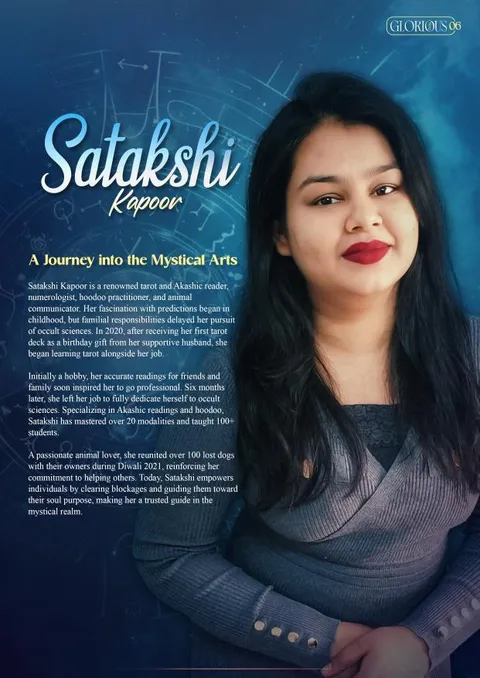 GLORIOUS 06
Satakshi
Kapoor
A Journey into the Mystical Arts
Satakshi Kapoor is a renowned tarot and Akashic reader,
numerologist, hoodoo practitioner, and animal
communicator. Her fascination with predictions began in
childhood, but familial responsibilities delayed her pursuit
of occult sciences. In 2020, after receiving her first tarot
deck as a birthday gift from her supportive husband, she
began learning tarot alongside her job.
Initially a hobby, her accurate readings for friends and
family soon inspired her to go professional. Six months
later, she left her job to fully dedicate herself to occult
sciences. Specializing in Akashic readings and hoodoo,
Satakshi has mastered over 20 modalities and taught 100+
students.
A passionate animal lover, she reunited over 100 lost dogs
with their owners during Diwali 2021, reinforcing her
commitment to helping others. Today, Satakshi empowers
individuals by clearing blockages and guiding them toward
their soul purpose, making her a trusted guide in the
mystical realm.